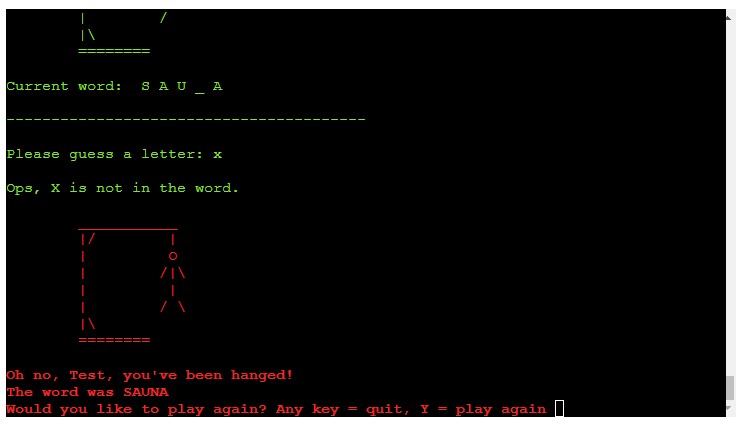 Current word:  S A U _ A
----------------------------------------
Please guess a letter: x
Ops, X is not in the word.
Oh no, Test, you've been hanged!
The word was SAUNA
Would you like to play again? Any key = quit, Y = play again